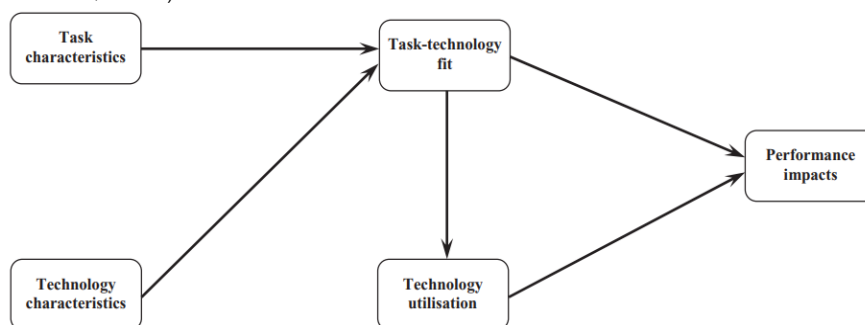 Task
characteristics
Task-technology
fit
Performance
impacts
Technology
characteristics
Technology
utilisation